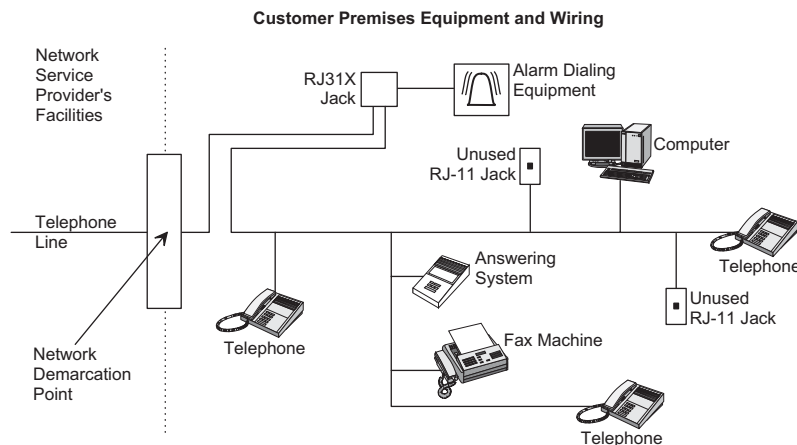 Customer Premises Equipment and Wiring
Network
Service
Provider's
Facilities
RJ31X
Jack
Alarm Dialing
Equipment
Unused
RJ-11 Jack
Computer
Telephone
Line
Telephone
Answering
System
Unused
RJ-11 Jack
Telephone
Fax Machine
Network
Demarcation
Point
Telephone